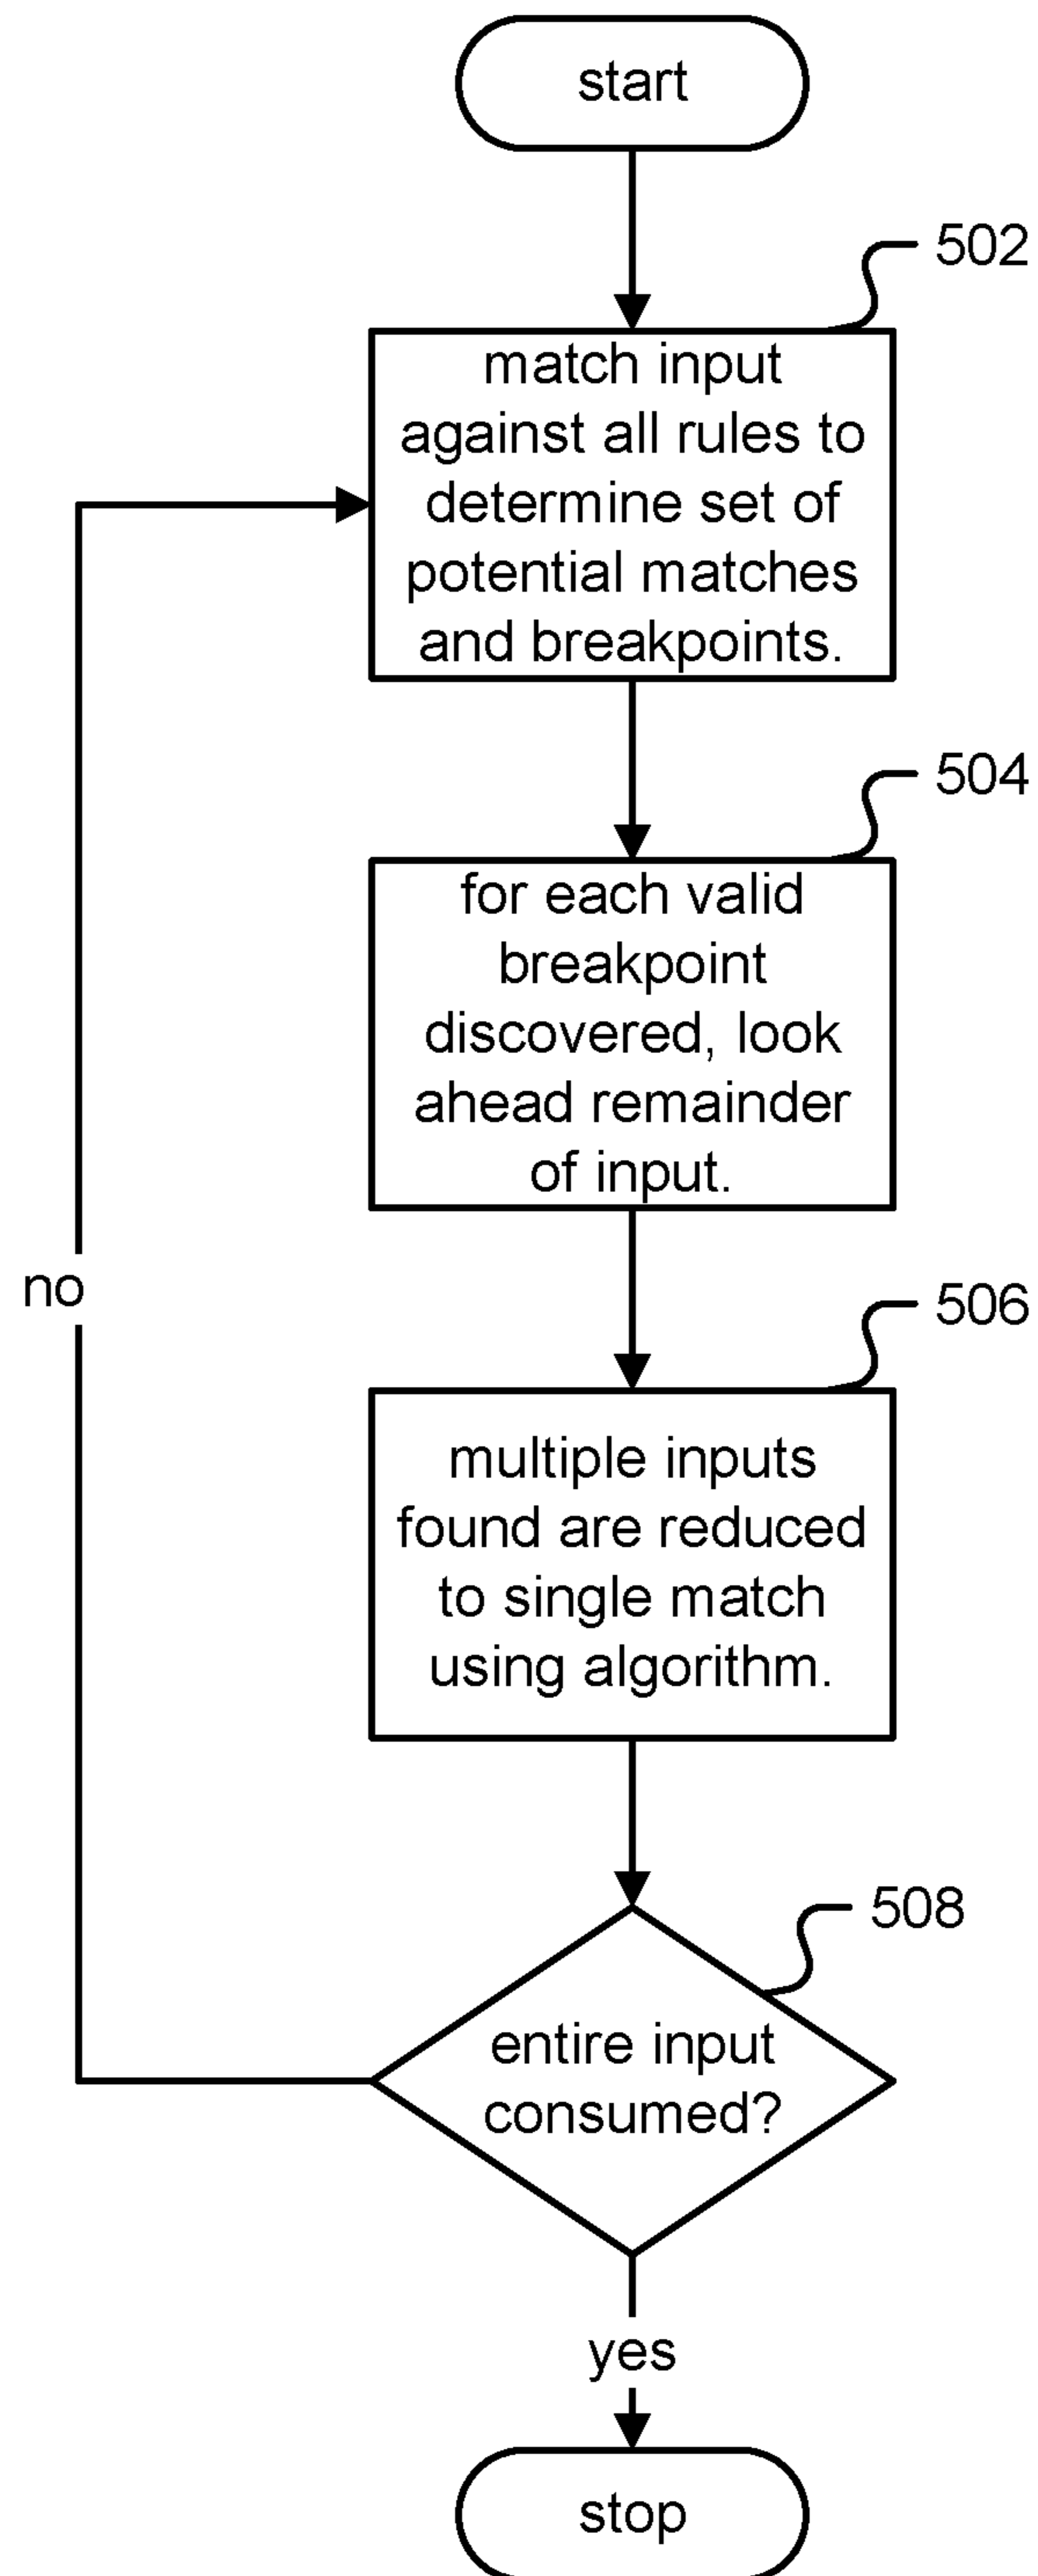 start
502
match input
against all rules to
determine set of
potential matches
and breakpoints.
504
for each valid
breakpoint
discovered, look
ahead remainder
of input.
no
506
multiple inputs
found are reduced
to single match
using algorithm.
508
entire input
consumed?
yes
stop